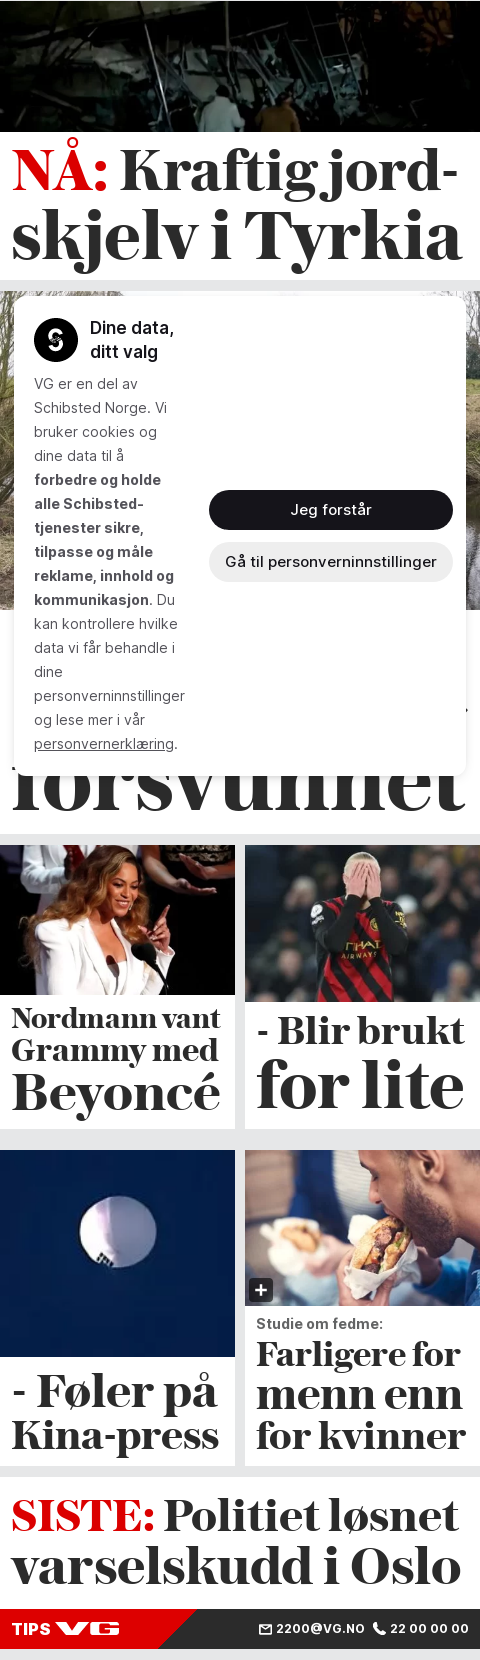 NÅ: Kraftig jord-
skjelv i Tyrkia
Dine data,
ditt valg
VG er en del av
Schibsted Norge. Vi
bruker cookies og
dine data til å
forbedre og holde
alle Schibsted-
tjenester sikre,
tilpasse og måle
reklame, innhold og
kommunikasjon. Du
kan kontrollere hvilke
data vi får behandle i
dine
personverninnstillinger
og lese mer i vår
personvernerklæring.
Jeg forstår
Gå til personverninnstillinger
forsvunnet
Nordmann vant
Grammy med
Beyoncé
- Blir brukt
for lite
- Føler på
Kina-press
Studie om fedme:
Farligere for
menn enn
for kvinner
SISTE: Politiet løsnet
varselskudd i Oslo
TIPS VG
2200@VG.NO 22 00 00 00